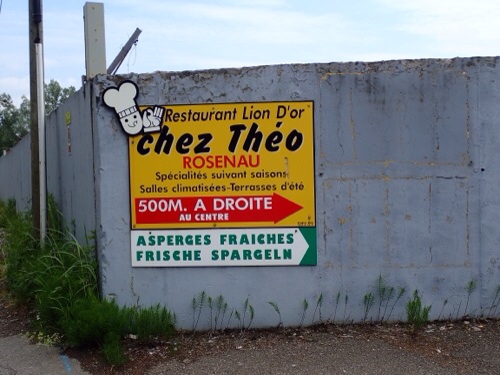 Restaurant Lion D'or
chez Théo
ROSENAU
Spécialités suivant saisons
Salles climatisées-Terrasses d'été
500M. A DROITE
AU CENTRE
ASPERGES FRAICHES
FRISCHE SPARGELN